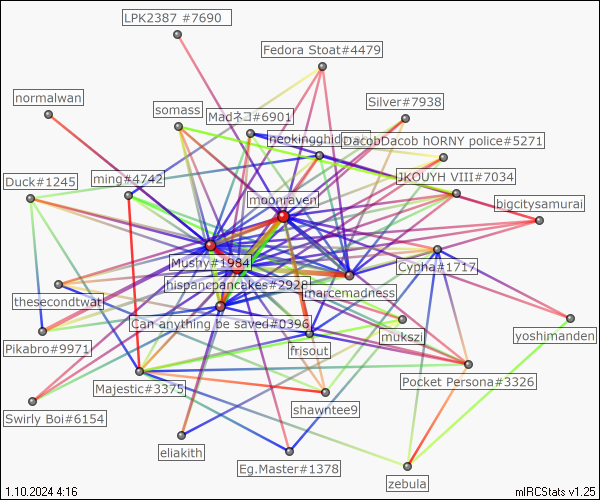 LPK2387 #7690
Fedora Stoat#4479
normalwan
Silver#7938
somass
Madネコ#6901
DacobDacob hORNY police#5271
Duck#1245
ming#4742
JKOUYH VIII#7034
moonraven
bigcitysamurai
Mushy#1984
Cypha#1717
hispancpancakes#2928
marcemadness
thesecondtwat
Can anything be saved#0396
yoshimanden
Pikabro#9971
frisout
mukszi
Majestic#3375
Pocket Persona#3326
Swirly Boi#6154
shawntee9
eliakith
Eg.Master#1378
zebula
1.10.2024 4:16
mIRCStats v1.25